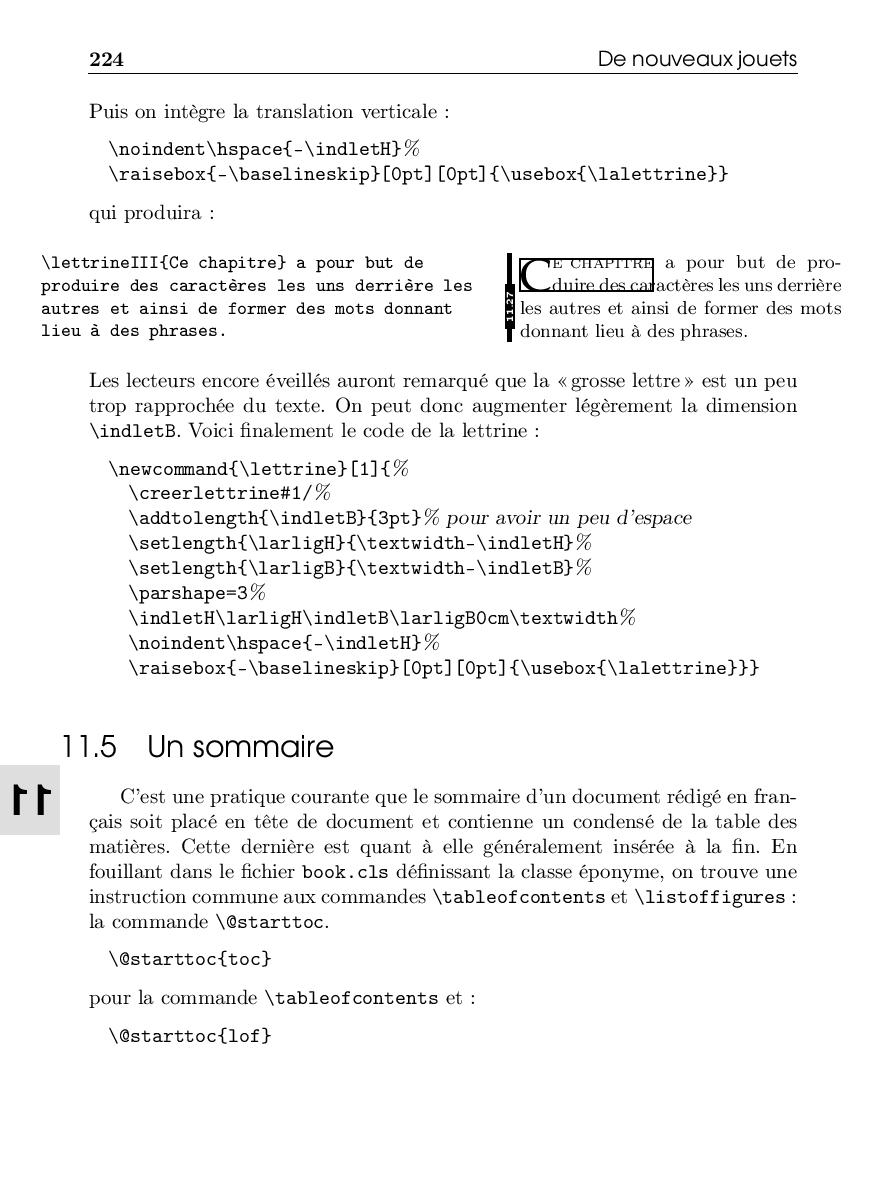 224 De nouveaux jouets
Puis on intègre la translation verticale :
\noindent\hspace{-\indletH}%
\raisebox{-\baselineskip}[0pt][0pt]{\usebox{\lalettrine}}
qui produira :
\lettrineIII{Ce chapitre} a pour but de
produire des caractères les uns derrière les
autres et ainsi de former des mots donnant
lieu à des phrases.
11.27
CE CHAPITRE a pour but de pro-
duire des caractères les uns derrière
les autres et ainsi de former des mots
donnant lieu à des phrases.
Les lecteurs encore éveillés auront remarqué que la « grosse lettre » est un peu
trop rapprochée du texte. On peut donc augmenter légèrement la dimension
\indletB. Voici finalement le code de la lettrine :
\newcommand{\lettrine}[1]{%
\creerlettrine#1/%
\addtolength{\indletB}{3pt}% pour avoir un peu d'espace
\setlength{\larligH}{\textwidth-\indletH}%
\setlength{\larligB}{\textwidth-\indletB}%
\parshape=3%
\indletH\larligH\indletB\larligB0cm\textwidth%
\noindent\hspace{-\indletH}%
\raisebox{-\baselineskip}[0pt][0pt]{\usebox{\lalettrine}}}
11.5 Un sommaire
11
C'est une pratique courante que le sommaire d'un document rédigé en fran-
çais soit placé en tête de document et contienne un condensé de la table des
matières. Cette dernière est quant à elle généralement insérée à la fin. En
fouillant dans le fichier book.cls définissant la classe éponyme, on trouve une
instruction commune aux commandes \tableofcontents et \listoffigures :
la commande \@starttoc.
\@starttoc{toc}
pour la commande \tableofcontents et :
\@starttoc{lof}